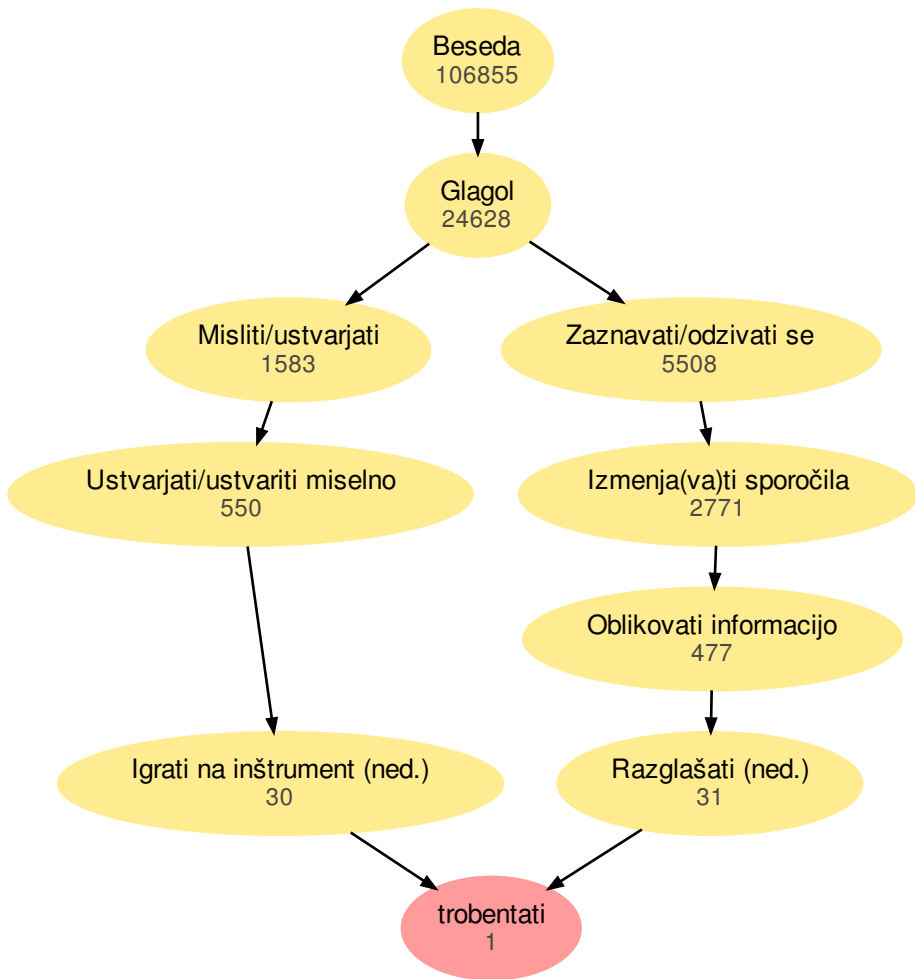 Beseda
106855
Glagol
24628
Misliti/ustvarjati
1583
Zaznavati/odzivati se
5508
Ustvarjati/ustvariti miselno
550
Izmenja(va)ti sporočila
2771
Oblikovati informacijo
477
Igrati na inštrument (ned.)
30
Razglašati (ned.)
31
trobentati
1